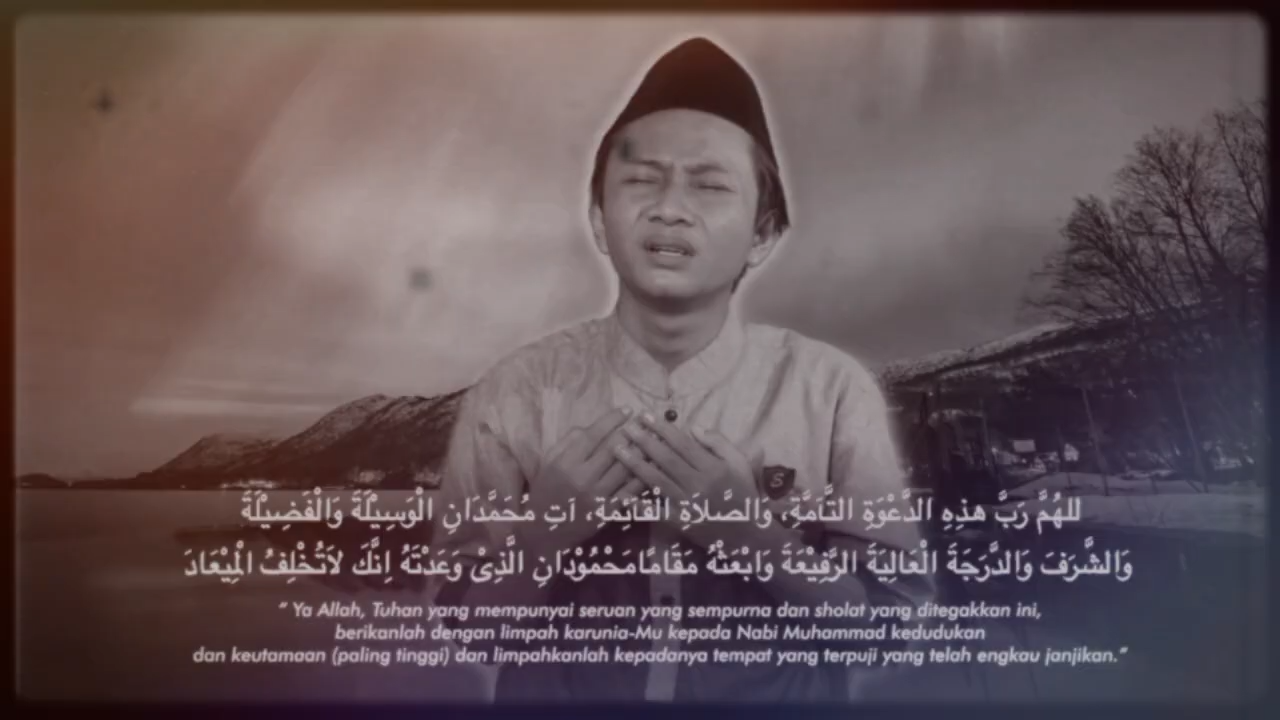 للهُمَّ رَبَّ هذِهِ الدَّعْوَةِ التَّامَّةِ، وَالصَّلاَةِ الْقَائِمَةِ، آتِ مُحَمَّدَانِ الْوَسِيْلَةَ وَالْفَضِيْلَةَ
وَالشَّرَفَ وَالدَّرَجَةَ الْعَالِيَةَ الرَّفِيْعَةَ وَابْعَثْهُ مَقَامًامَحْمُوْدَانِ الَّذِىْ وَعَدْتَهُ اِنَّكَ لاَتُخْلِفُ الْمِيْعَادَ
“ Ya Allah, Tuhan yang mempunyai seruan yang sempurna dan sholat yang ditegakkan ini,
berikanlah dengan limpah karunia-Mu kepada Nabi Muhammad kedudukan
dan keutamaan (paling tinggi) dan limpahkanlah kepadanya tempat yang terpuji yang telah engkau janjikan.”
S